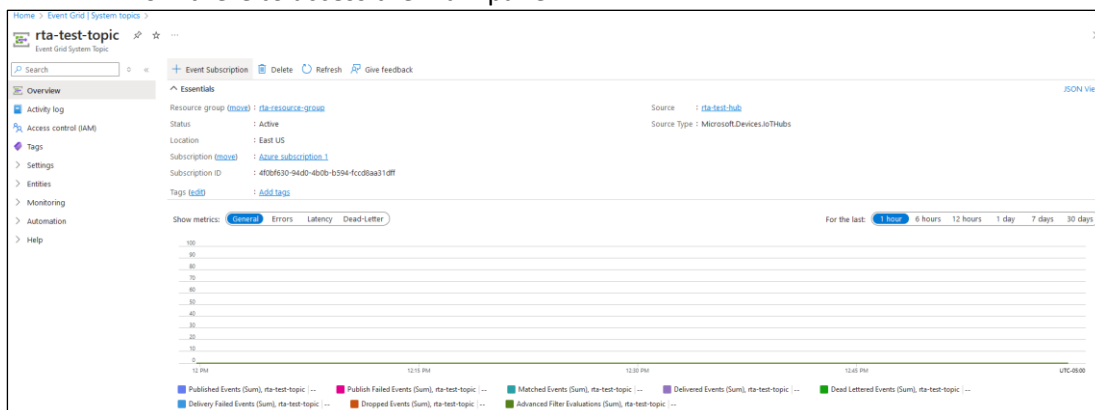 Home > Event Grid | System topics >
rta-test-topic
Event Grid System Topic
Search
Event Subscription Delete Refresh Give feedback
Overview
Activity log
Access control (IAM)
Tags
Settings
Entities
Monitoring
Automation
Help
Essentials JSON Vie
Resource group (move) : rta-resource-group Source : rta-test-hub
Status : Active Source Type : Microsoft.Devices.IoTHubs
Location : East US
Subscription (move) : Azure subscription 1
Subscription ID : 4f0bf630-94d0-4b0b-b594-fccd8aa31dff
Tags (edit) : Add tags
Show metrics: General Errors Latency Dead-Letter For the last: 1 hour 6 hours 12 hours 1 day 7 days 30 days
100
90
80
70
60
50
40
30
20
10
0
12 PM 12:15 PM 12:30 PM 12:45 PM UTC-05:00
Published Events (Sum), rta-test-topic | -- Publish Failed Events (Sum), rta-test-topic | -- Matched Events (Sum), rta-test-topic | -- Delivered Events (Sum), rta-test-topic | -- Dead Lettered Events (Sum), rta-test-topic | --
Delivery Failed Events (Sum), rta-test-topic | -- Dropped Events (Sum), rta-test-topic | -- Advanced Filter Evaluations (Sum), rta-test-topic | --